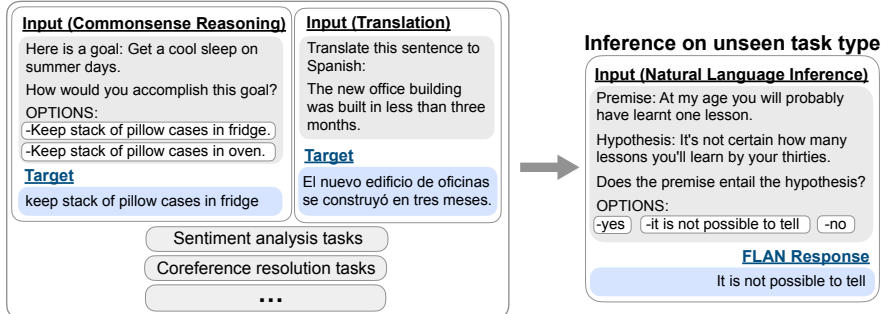 Input (Commonsense Reasoning)
Here is a goal: Get a cool sleep on
summer days.
How would you accomplish this goal?
OPTIONS:
-Keep stack of pillow cases in fridge.
-Keep stack of pillow cases in oven.
Target
keep stack of pillow cases in fridge
Input (Translation)
Translate this sentence to
Spanish:
The new office building
was built in less than three
months.
Target
El nuevo edificio de oficinas
se construyó en tres meses.
Sentiment analysis tasks
Coreference resolution tasks
...
Inference on unseen task type
Input (Natural Language Inference)
Premise: At my age you will probably
have learnt one lesson.
Hypothesis: It's not certain how many
lessons you'll learn by your thirties.
Does the premise entail the hypothesis?
OPTIONS:
-yes -it is not possible to tell -no
FLAN Response
It is not possible to tell